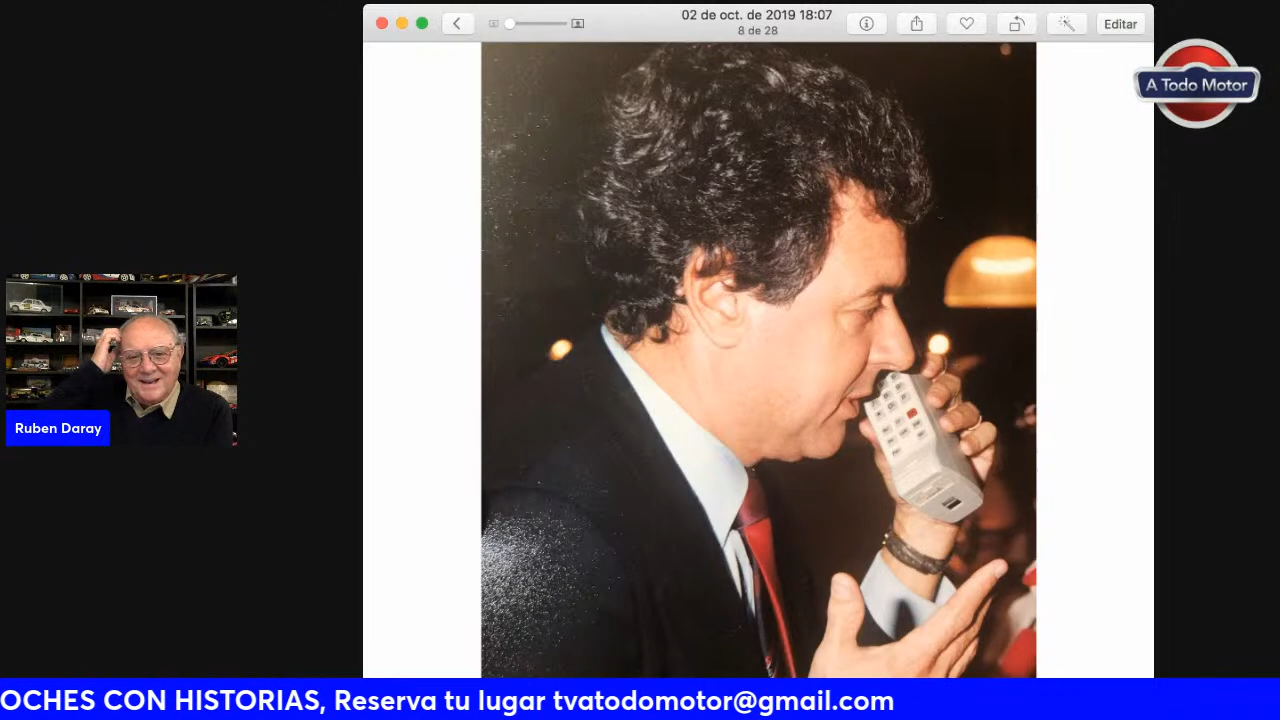 02 de oct. de 2019 18:07
8 de 28
Editar
A Todo Motor
Ruben Daray
OCHES CON HISTORIAS, Reserva tu lugar tvatodomotor@gmail.com